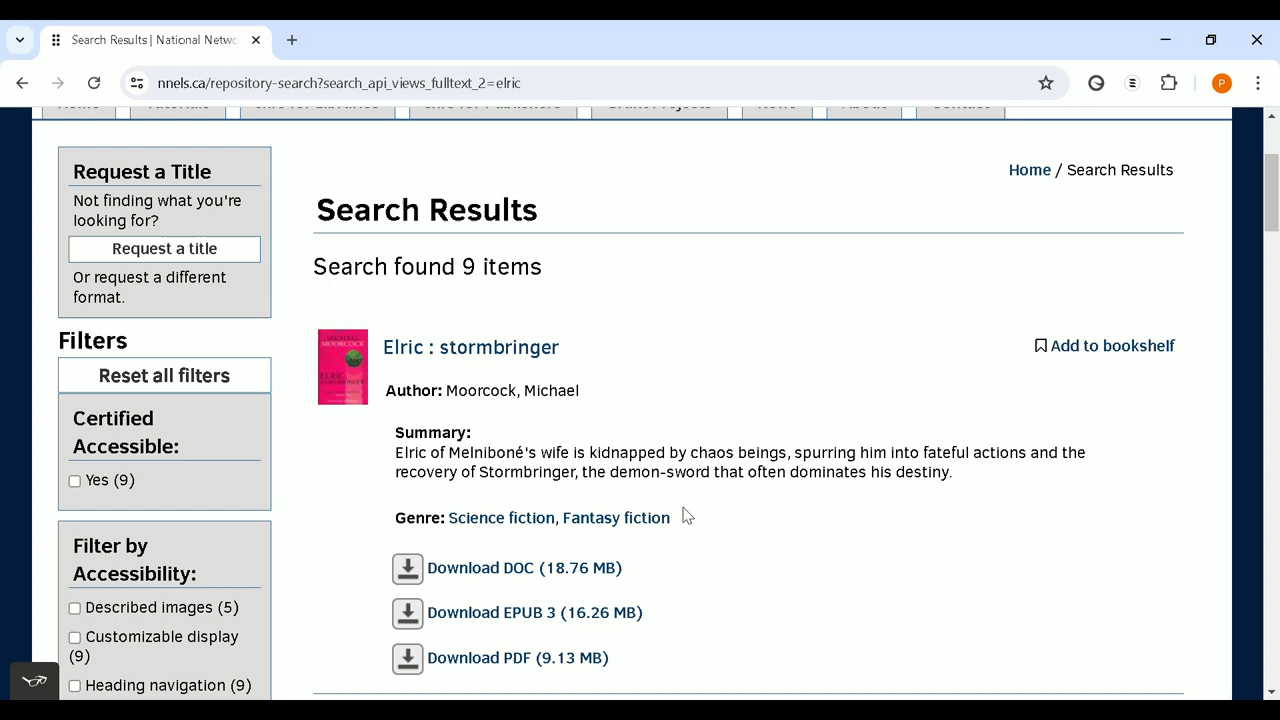 Search Results | National Netwo
nnels.ca/repository-search?search_api_views_fulltext_2=elric
P
Request a Title
Not finding what you're
looking for?
Request a title
Or request a different
format.
Filters
Reset all filters
Certified
Accessible:
Yes (9)
Filter by
Accessibility:
Described images (5)
Customizable display
(9)
Heading navigation (9)
Home / Search Results
Search Results
Search found 9 items
Elric : stormbringer
Add to bookshelf
Author: Moorcock, Michael
Summary:
Elric of Melniboné's wife is kidnapped by chaos beings, spurring him into fateful actions and the
recovery of Stormbringer, the demon-sword that often dominates his destiny.
Genre: Science fiction, Fantasy fiction
Download DOC (18.76 MB)
Download EPUB 3 (16.26 MB)
Download PDF (9.13 MB)